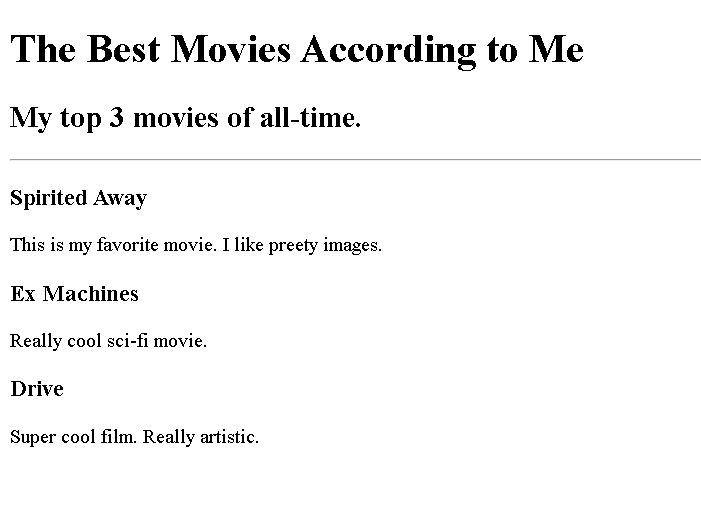 The Best Movies According to Me
My top 3 movies of all-time.
Spirited Away
This is my favorite movie. I like preety images.
Ex Machines
Really cool sci-fi movie.
Drive
Super cool film. Really artistic.